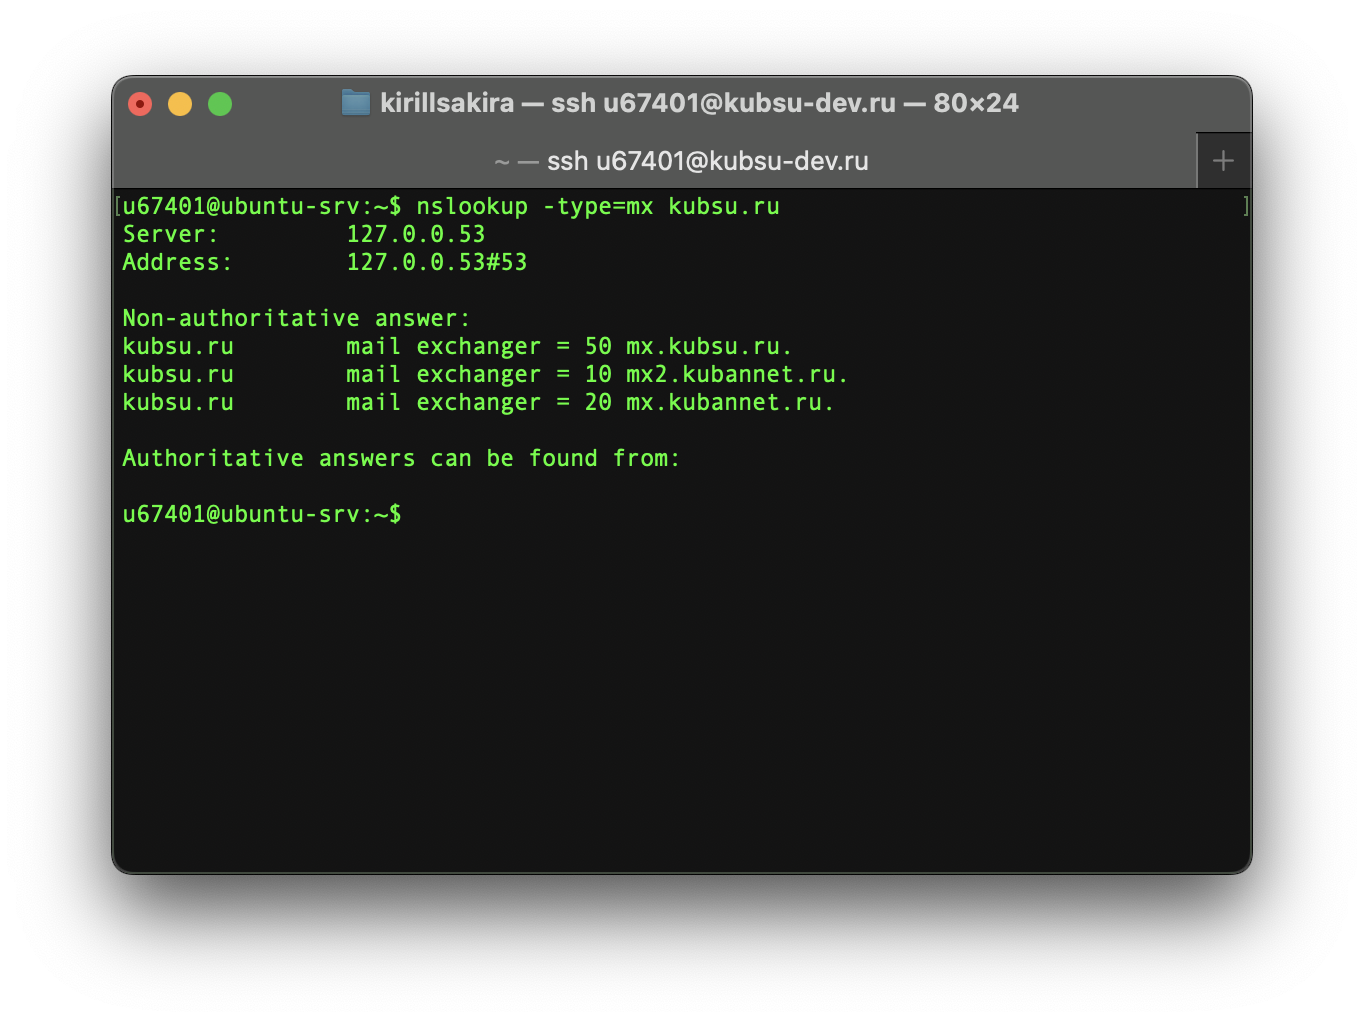 kirillsakira — ssh u67401@kubsu-dev.ru — 80×24
~ — ssh u67401@kubsu-dev.ru
[u67401@ubuntu-srv:~$ nslookup -type=mx kubsu.ru ]
Server: 127.0.0.53
Address: 127.0.0.53#53
Non-authoritative answer:
kubsu.ru mail exchanger = 50 mx.kubsu.ru.
kubsu.ru mail exchanger = 10 mx2.kubannet.ru.
kubsu.ru mail exchanger = 20 mx.kubannet.ru.
Authoritative answers can be found from:
u67401@ubuntu-srv:~$